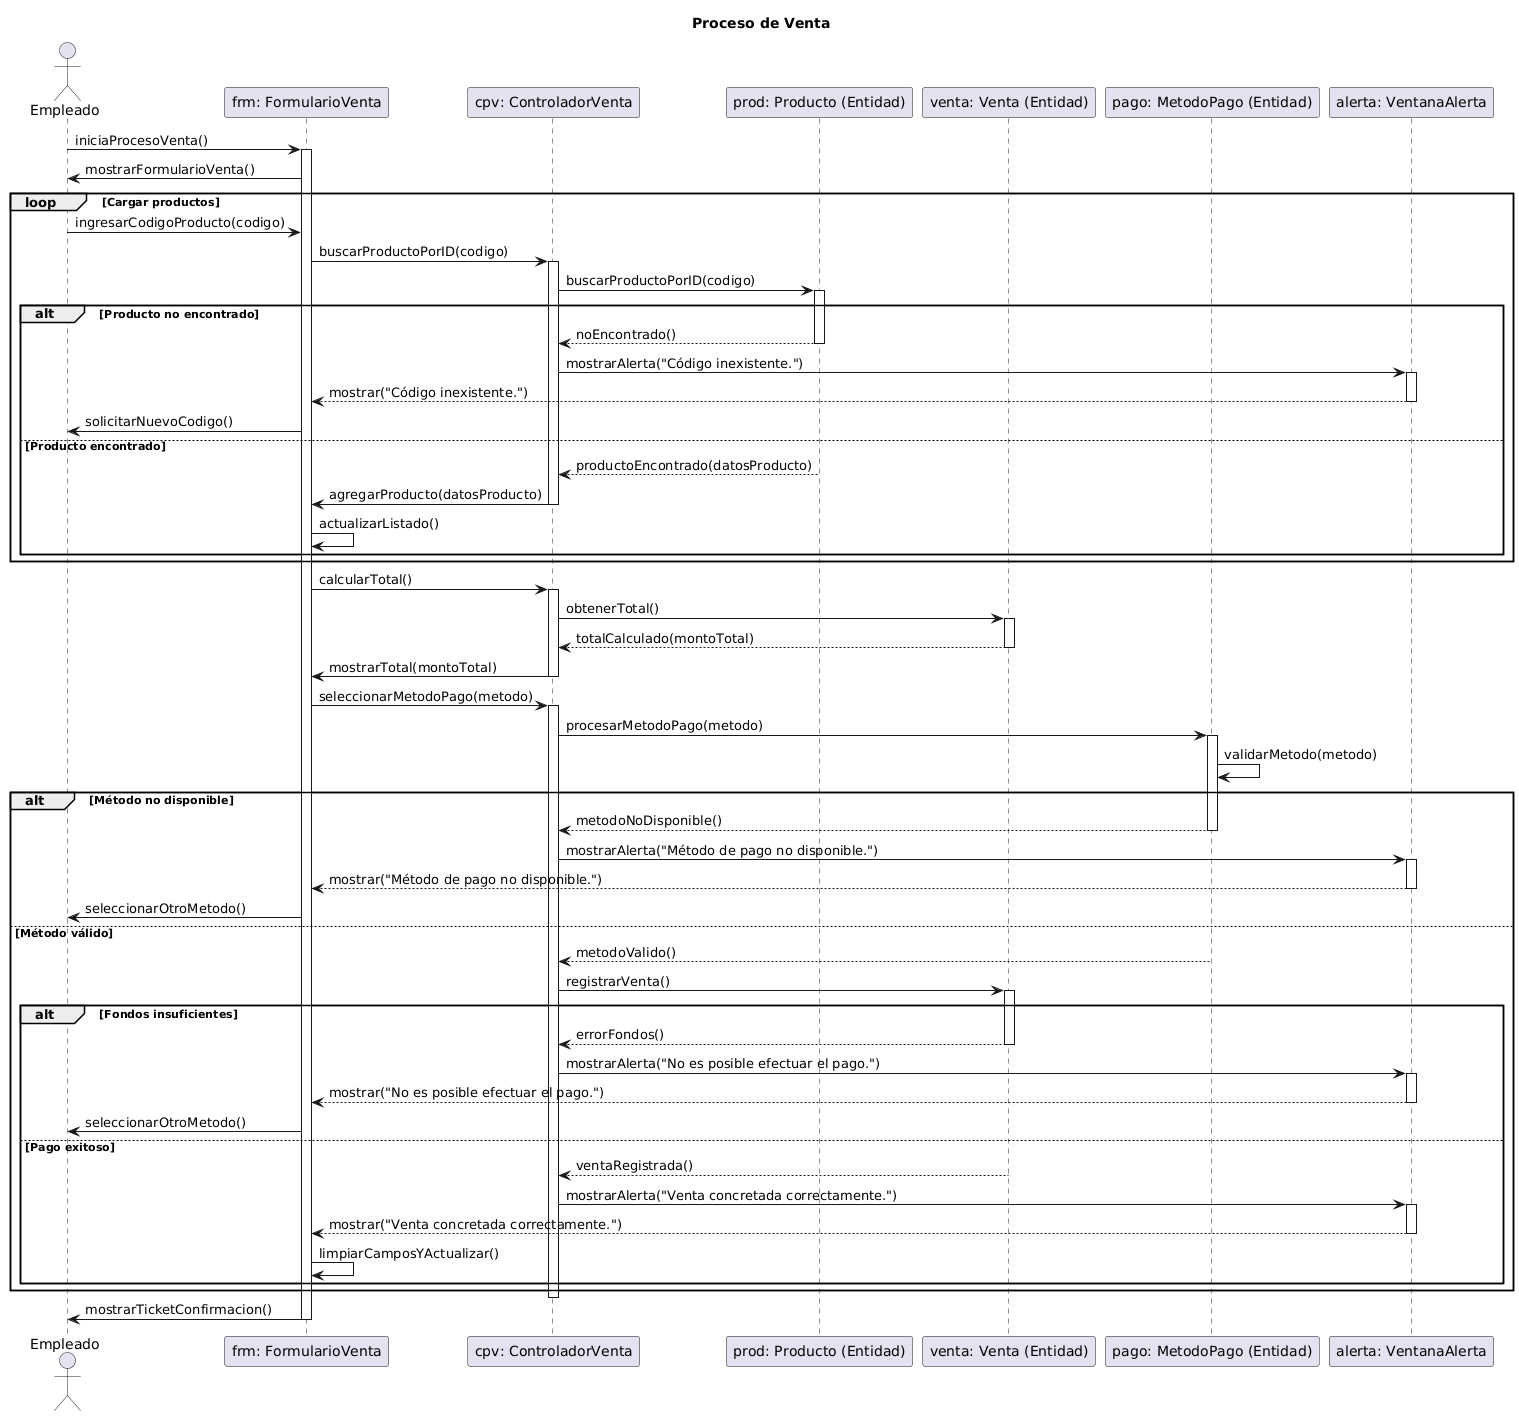 Proceso de Venta
Empleado
frm: FormularioVenta
cpv: ControladorVenta
prod: Producto (Entidad)
venta: Venta (Entidad)
pago: MetodoPago (Entidad)
alerta: VentanaAlerta
iniciaProcesoVenta()
mostrarFormularioVenta()
loop [Cargar productos]
ingresarCodigoProducto(codigo)
buscarProductoPorID(codigo)
buscarProductoPorID(codigo)
alt [Producto no encontrado]
noEncontrado()
mostrarAlerta("Código inexistente.")
mostrar("Código inexistente.")
solicitarNuevoCodigo()
[Producto encontrado]
productoEncontrado(datosProducto)
agregarProducto(datosProducto)
actualizarListado()
calcularTotal()
obtenerTotal()
totalCalculado(montoTotal)
mostrarTotal(montoTotal)
seleccionarMetodoPago(metodo)
procesarMetodoPago(metodo)
validarMetodo(metodo)
alt [Método no disponible]
metodoNoDisponible()
mostrarAlerta("Método de pago no disponible.")
mostrar("Método de pago no disponible.")
seleccionarOtroMetodo()
[Método válido]
metodoValido()
registrarVenta()
alt [Fondos insuficientes]
errorFondos()
mostrarAlerta("No es posible efectuar el pago.")
mostrar("No es posible efectuar el pago.")
seleccionarOtroMetodo()
[Pago exitoso]
ventaRegistrada()
mostrarAlerta("Venta concretada correctamente.")
mostrar("Venta concretada correctamente.")
limpiarCamposYActualizar()
mostrarTicketConfirmacion()
Empleado
frm: FormularioVenta
cpv: ControladorVenta
prod: Producto (Entidad)
venta: Venta (Entidad)
pago: MetodoPago (Entidad)
alerta: VentanaAlerta